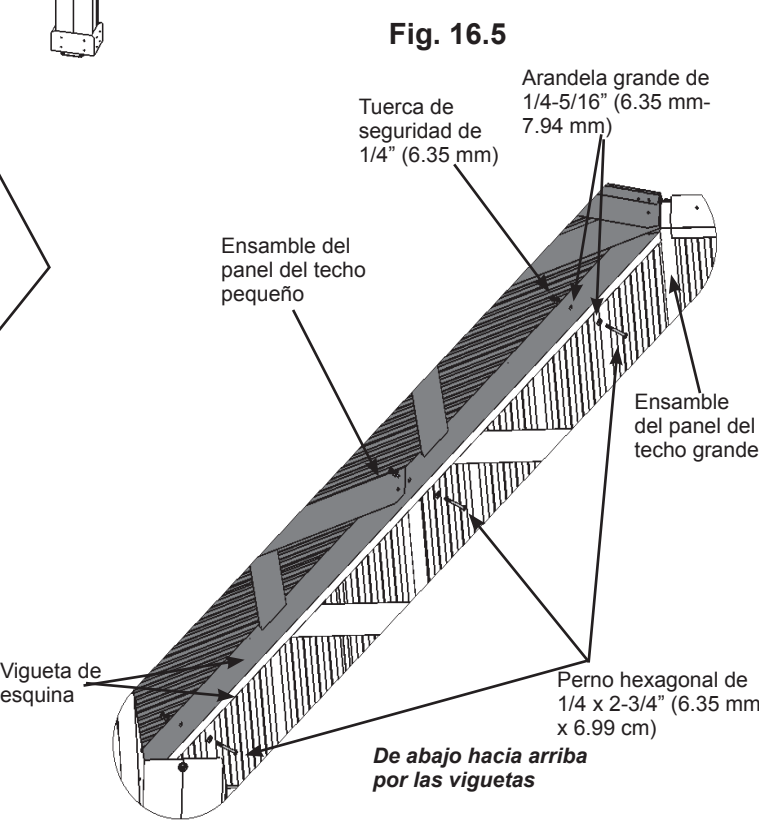 Fig. 16.5
Arandela grande de
1/4-5/16” (6.35 mm-
7.94 mm)
Tuerca de
seguridad de
1/4” (6.35 mm)
Ensamble del
panel del techo
pequeño
Ensamble
del panel del
techo grande
Vigueta de
esquina
Perno hexagonal de
1/4 x 2-3/4” (6.35 mm
x 6.99 cm)
De abajo hacia arriba
por las viguetas